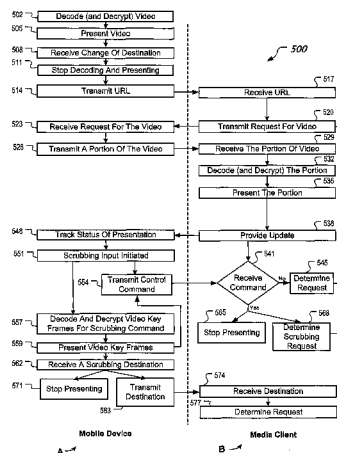 502 Decode (and Decrypt) Video
505 Present Video
508 Receive Change Of Destination
511 Stop Decoding And Presenting
500
514 Transmit URL
517 Receive URL
523 Receive Request For The Video
520 Transmit Request For Video
526 Transmit A Portion Of The Video
529 Receive The Portion Of Video
532 Decode (and Decrypt) The Portion
535 Present The Portion
548 Track Status Of Presentation
538 Provide Update
551 Scrubbing Input Initiated
541 Receive Command
No
545 Determine Request
554 Transmit Control Command
Yes
557 Decode And Decrypt Video Key Frames For Scrubbing Command
565 Stop Presenting
568 Determine Scrubbing Request
559 Present Video Key Frames
562 Receive A Scrubbing Destination
571 Stop Presenting
Transmit Destination
583
574 Receive Destination
577 Determine Request
Mobile Device
Media Client
A
B